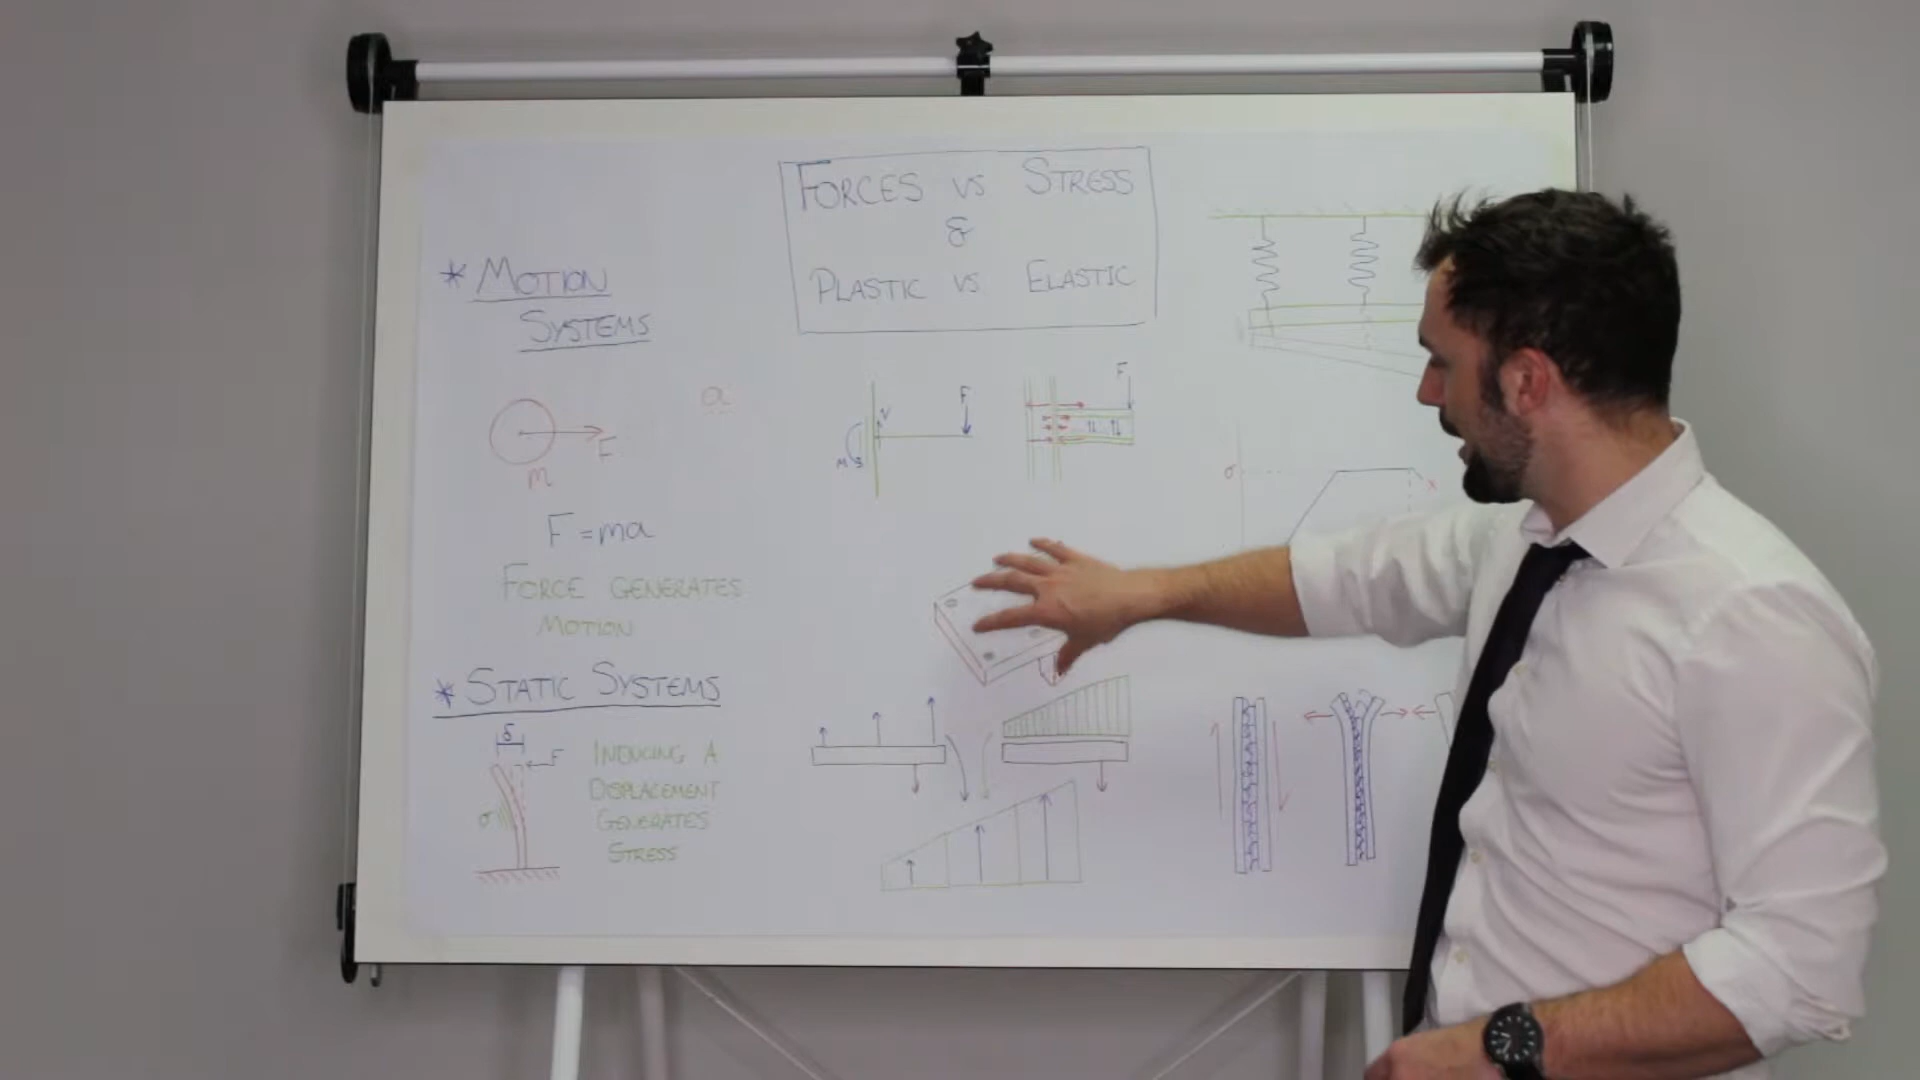 FORCES VS STRESS
&
PLASTIC VS ELASTIC
* MOTION
SYSTEMS
a
F
m
F = ma
FORCE GENERATES
MOTION
* STATIC SYSTEMS
δ
F
σ
INDUCING A
DISPLACEMENT
GENERATES
STRESS
V
F
M
F
σ
x